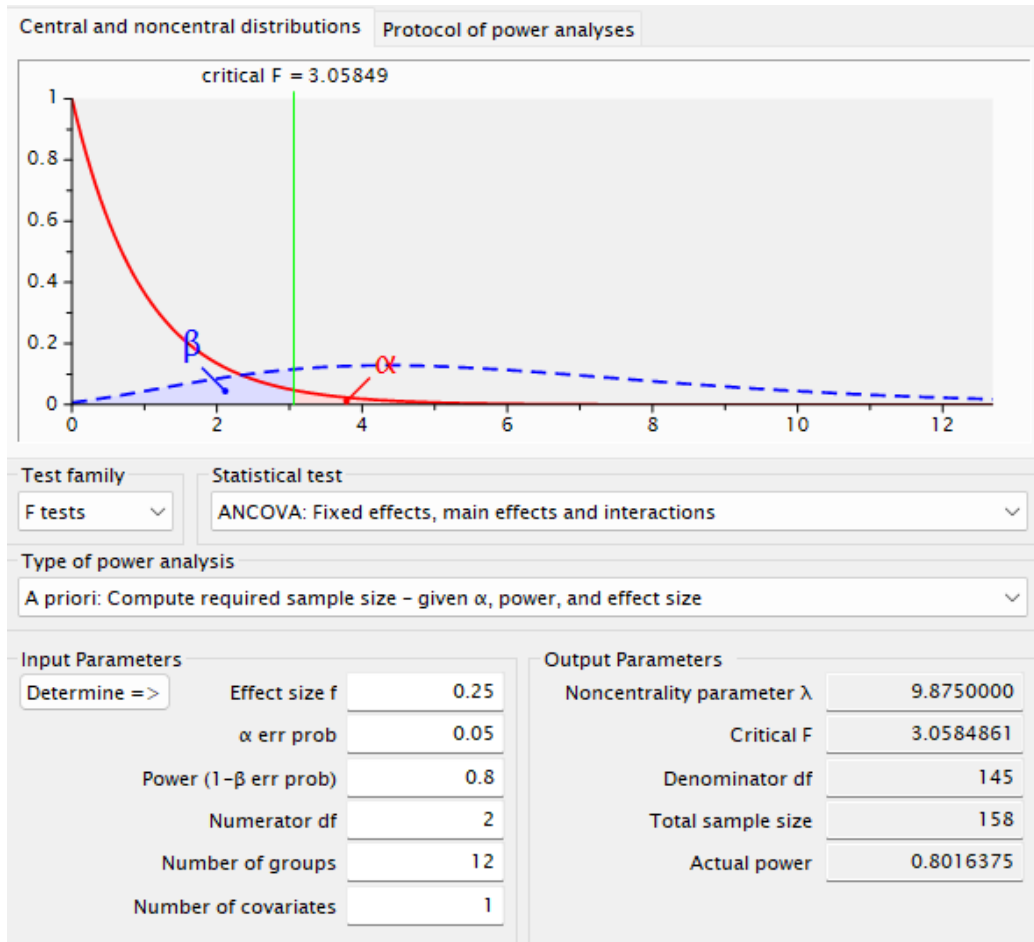 Central and noncentral distributions
Protocol of power analyses
critical F = 3.05849
1
0.8
0.6
0.4
0.2
0
β
α
0 2 4 6 8 10 12
Test family
Statistical test
F tests
ANCOVA: Fixed effects, main effects and interactions
Type of power analysis
A priori: Compute required sample size – given α, power, and effect size
Input Parameters
Determine =>
Effect size f 0.25
α err prob 0.05
Power (1-β err prob) 0.8
Numerator df 2
Number of groups 12
Number of covariates 1
Output Parameters
Noncentrality parameter λ 9.8750000
Critical F 3.0584861
Denominator df 145
Total sample size 158
Actual power 0.8016375